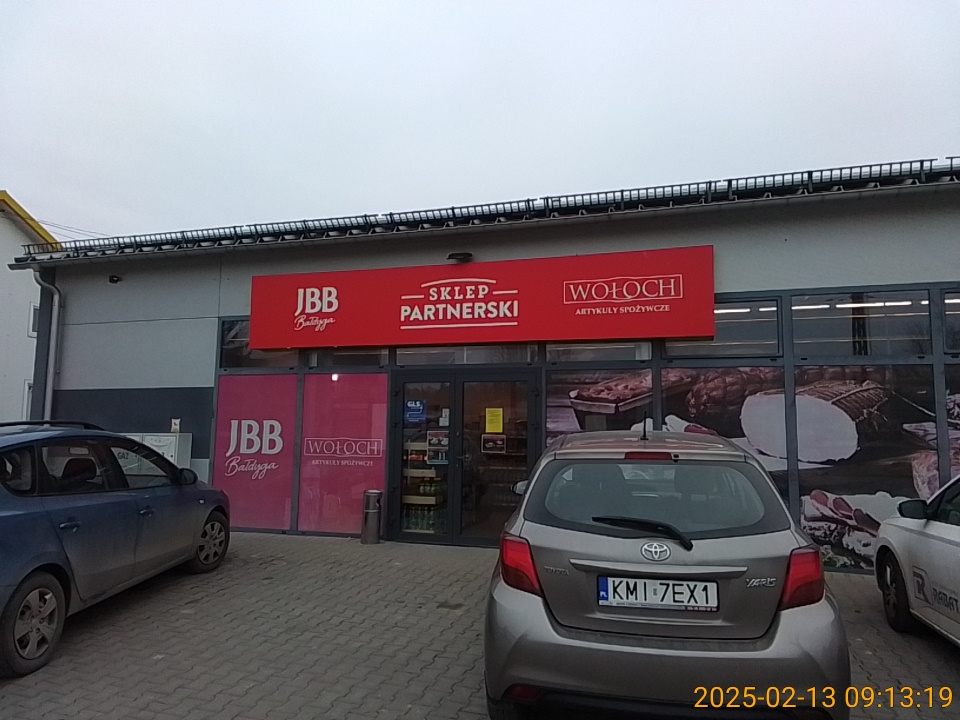 JBB
Bałdyga
SKLEP
PARTNERSKI
WOŁOCH
ARTYKUŁY SPOŻYWCZE
JBB
Bałdyga
WOŁOCH
ARTYKUŁY SPOŻYWCZE
GLS
GAZ
TOYOTA
YARIS
KMI 7EX1
2025-02-13 09:13:19